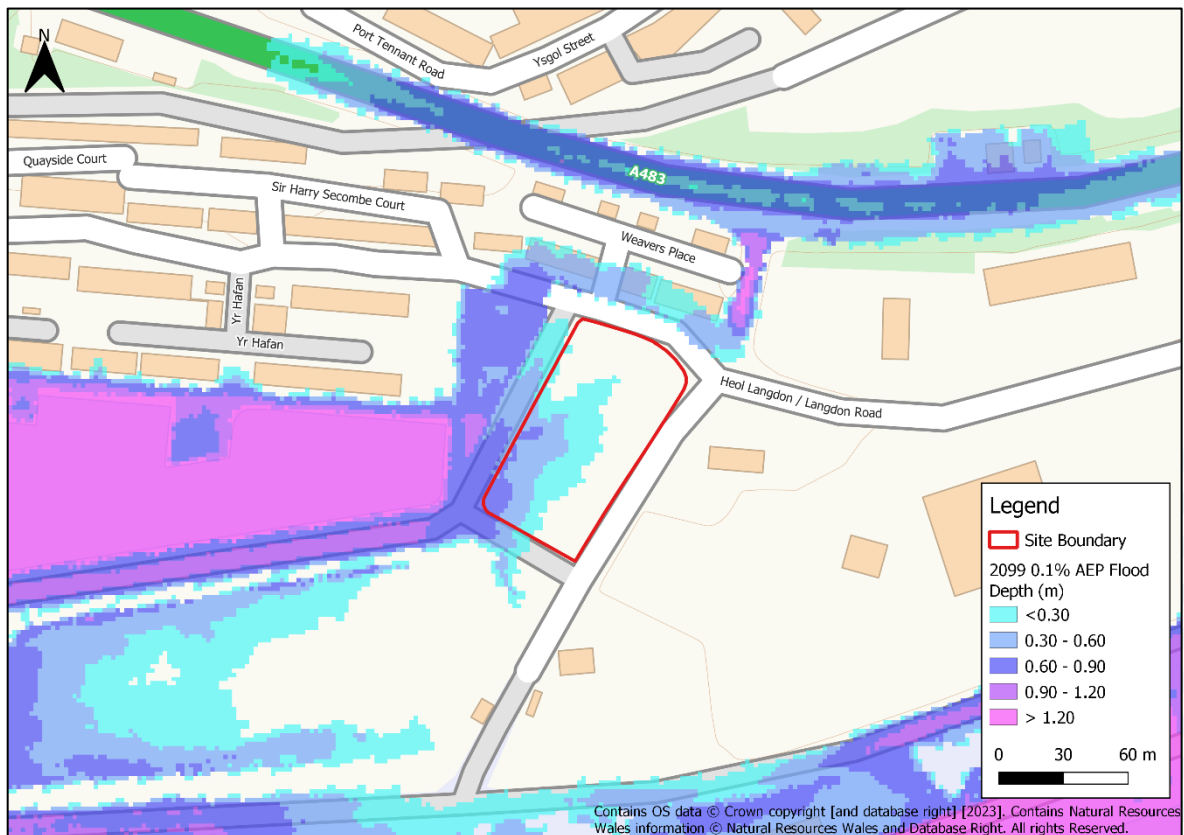 N
Port Tennant Road
Ysgol Street
Quayside Court
Sir Harry Secombe Court
A483
Weavers Place
Yr Hafan
Yr Hafan
Heol Langdon / Langdon Road
Legend
Site Boundary
2099 0.1% AEP Flood
Depth (m)
<0.30
0.30 - 0.60
0.60 - 0.90
0.90 - 1.20
> 1.20
0 30 60 m
Contains OS data © Crown copyright [and database right] [2023]. Contains Natural Resources
Wales information © Natural Resources Wales and Database Right. All rights Reserved.